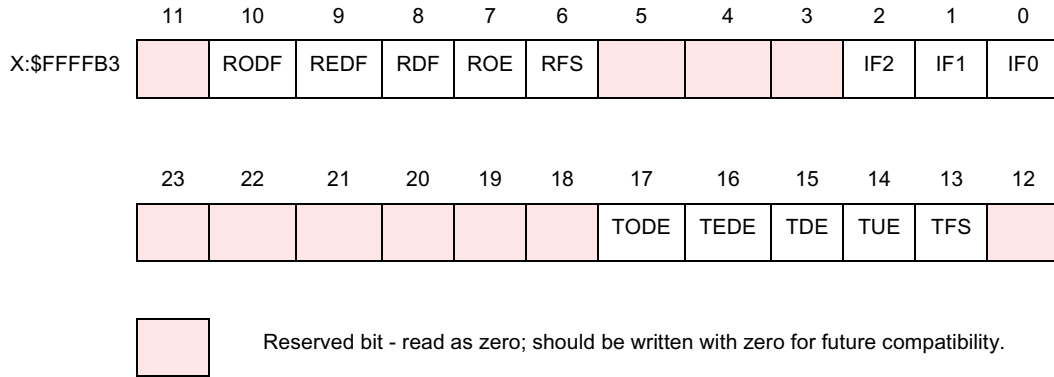 11 10 9 8 7 6 5 4 3 2 1 0
X:$FFFFB3 RODF REDF RDF ROE RFS IF2 IF1 IF0
23 22 21 20 19 18 17 16 15 14 13 12
TODE TEDE TDE TUE TFS
Reserved bit - read as zero; should be written with zero for future compatibility.